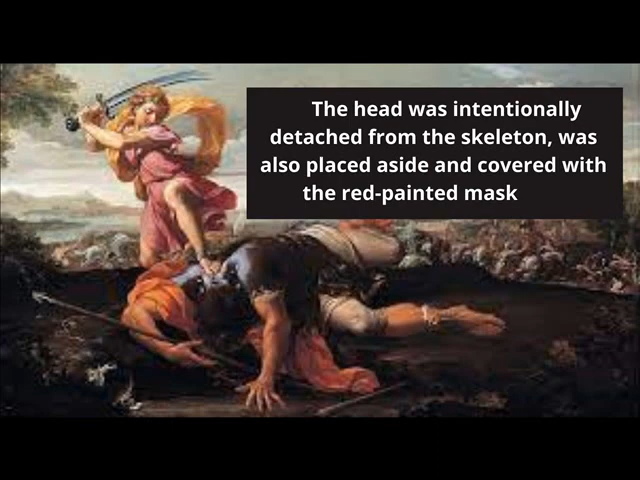 The head was intentionally
detached from the skeleton, was
also placed aside and covered with
the red-painted mask